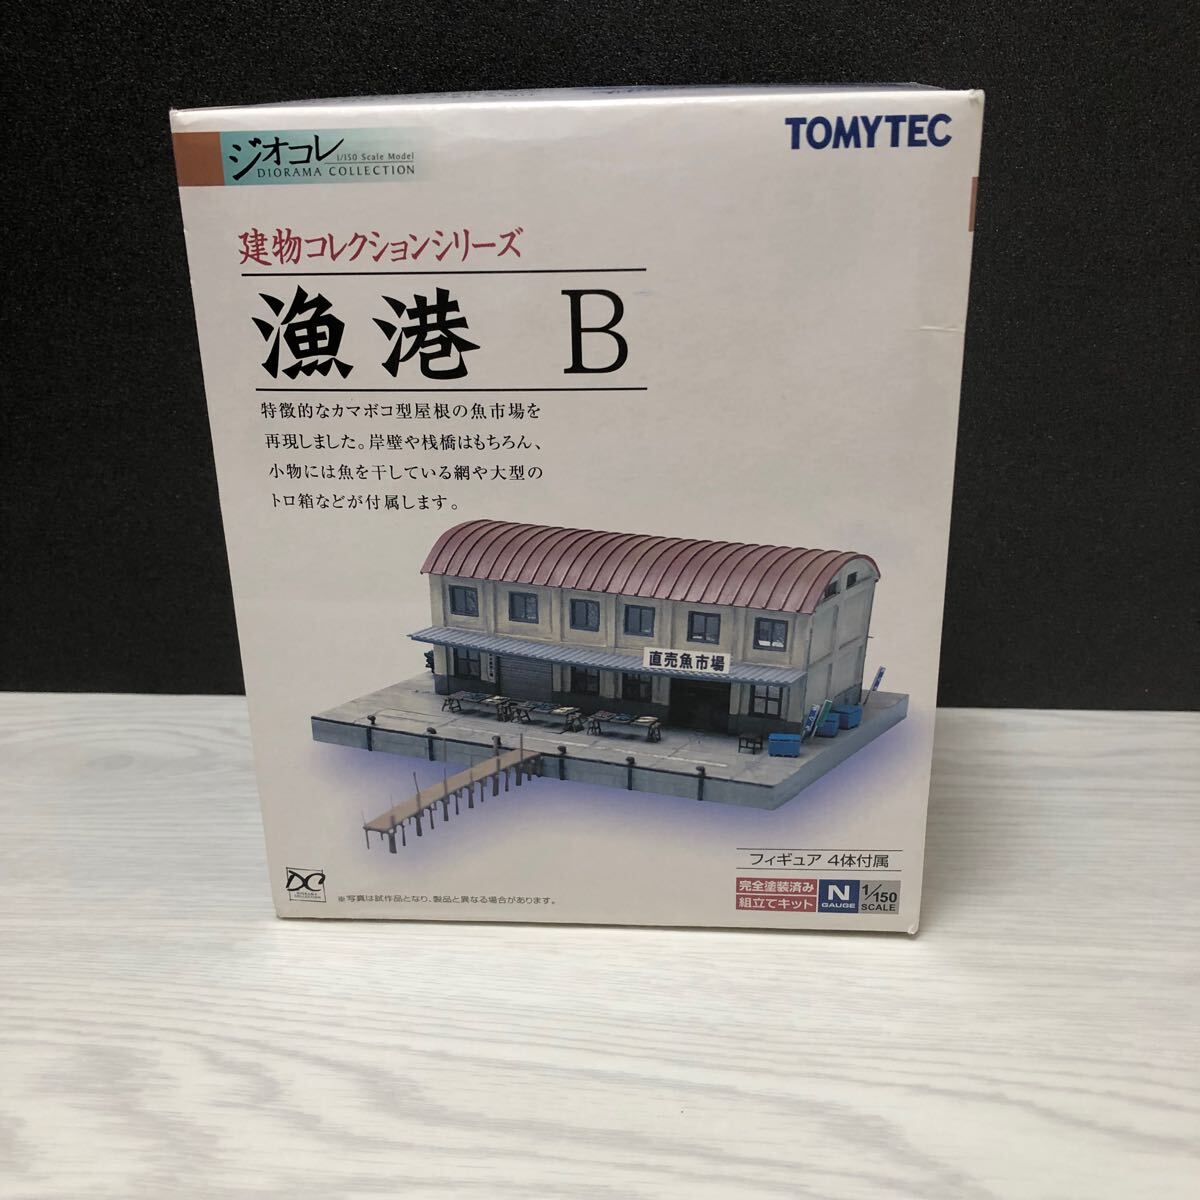 ジオコレ
1/150 Scale Model
DIORAMA COLLECTION
TOMYTEC
建物コレクションシリーズ
漁港 B
特徴的なカマボコ型屋根の魚市場を
再現しました。岸壁や桟橋はもちろん、
小物には魚を干している網や大型の
トロ箱などが付属します。
直売魚市場
フィギュア 4体付属
完全塗装済み
組立てキット
N
GAUGE
1/150
SCALE
DC
DIORAMA COLLECTION
※写真は試作品となり、製品と異なる場合があります。